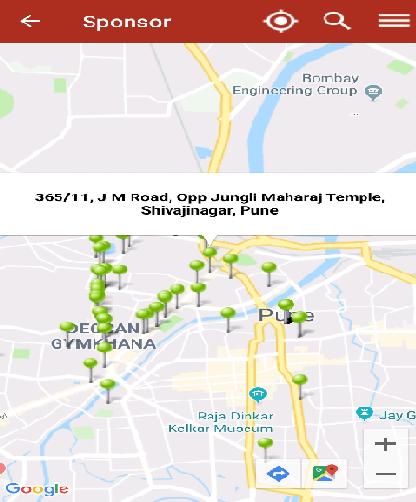 Sponsor
Bombay
Engineering Group
365/11, J M Road, Opp Jungli Maharaj Temple,
Shivajinagar, Pune
Pune
DECCAN
GYMKHANA
Raja Dinkar
Kelkar Museum
Jay G
Google